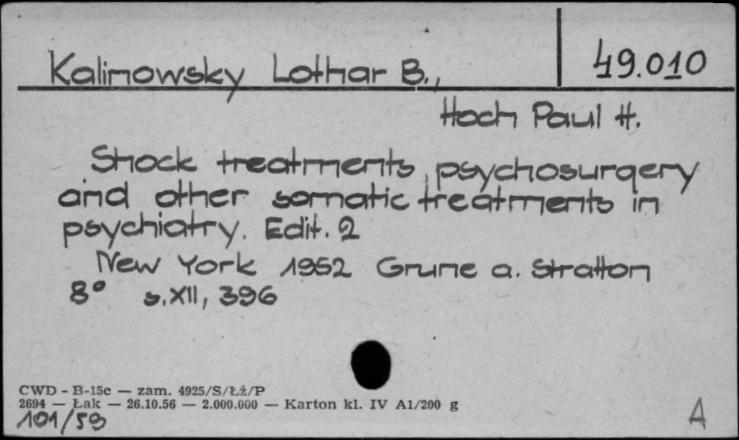 Kalinowsky Lothar B., 49.010
Hoch Paul H.
Shock treatments, psychosurgery
and other somatic treatments in
psychiatry. Edit. 2
New York 1952 Grune a. Stratton
8° s. XII, 396
CWD - B-15c — zam. 4925/S/Łż/P
2694 — Łak — 26.10.56 — 2.000.000 — Karton kl. IV A1/200 g
101/59
A